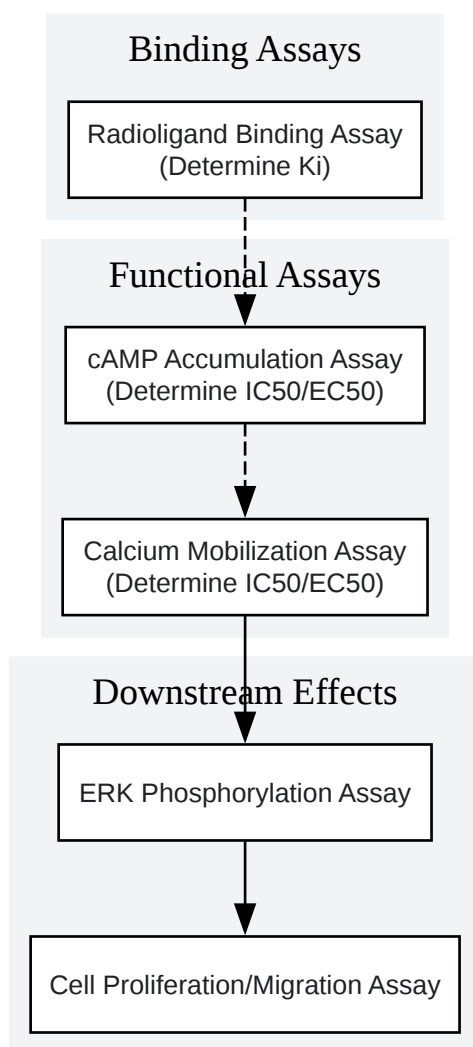 Binding Assays
Radioligand Binding Assay
(Determine Ki)
Functional Assays
cAMP Accumulation Assay
(Determine IC50/EC50)
Calcium Mobilization Assay
(Determine IC50/EC50)
Downstream Effects
ERK Phosphorylation Assay
Cell Proliferation/Migration Assay